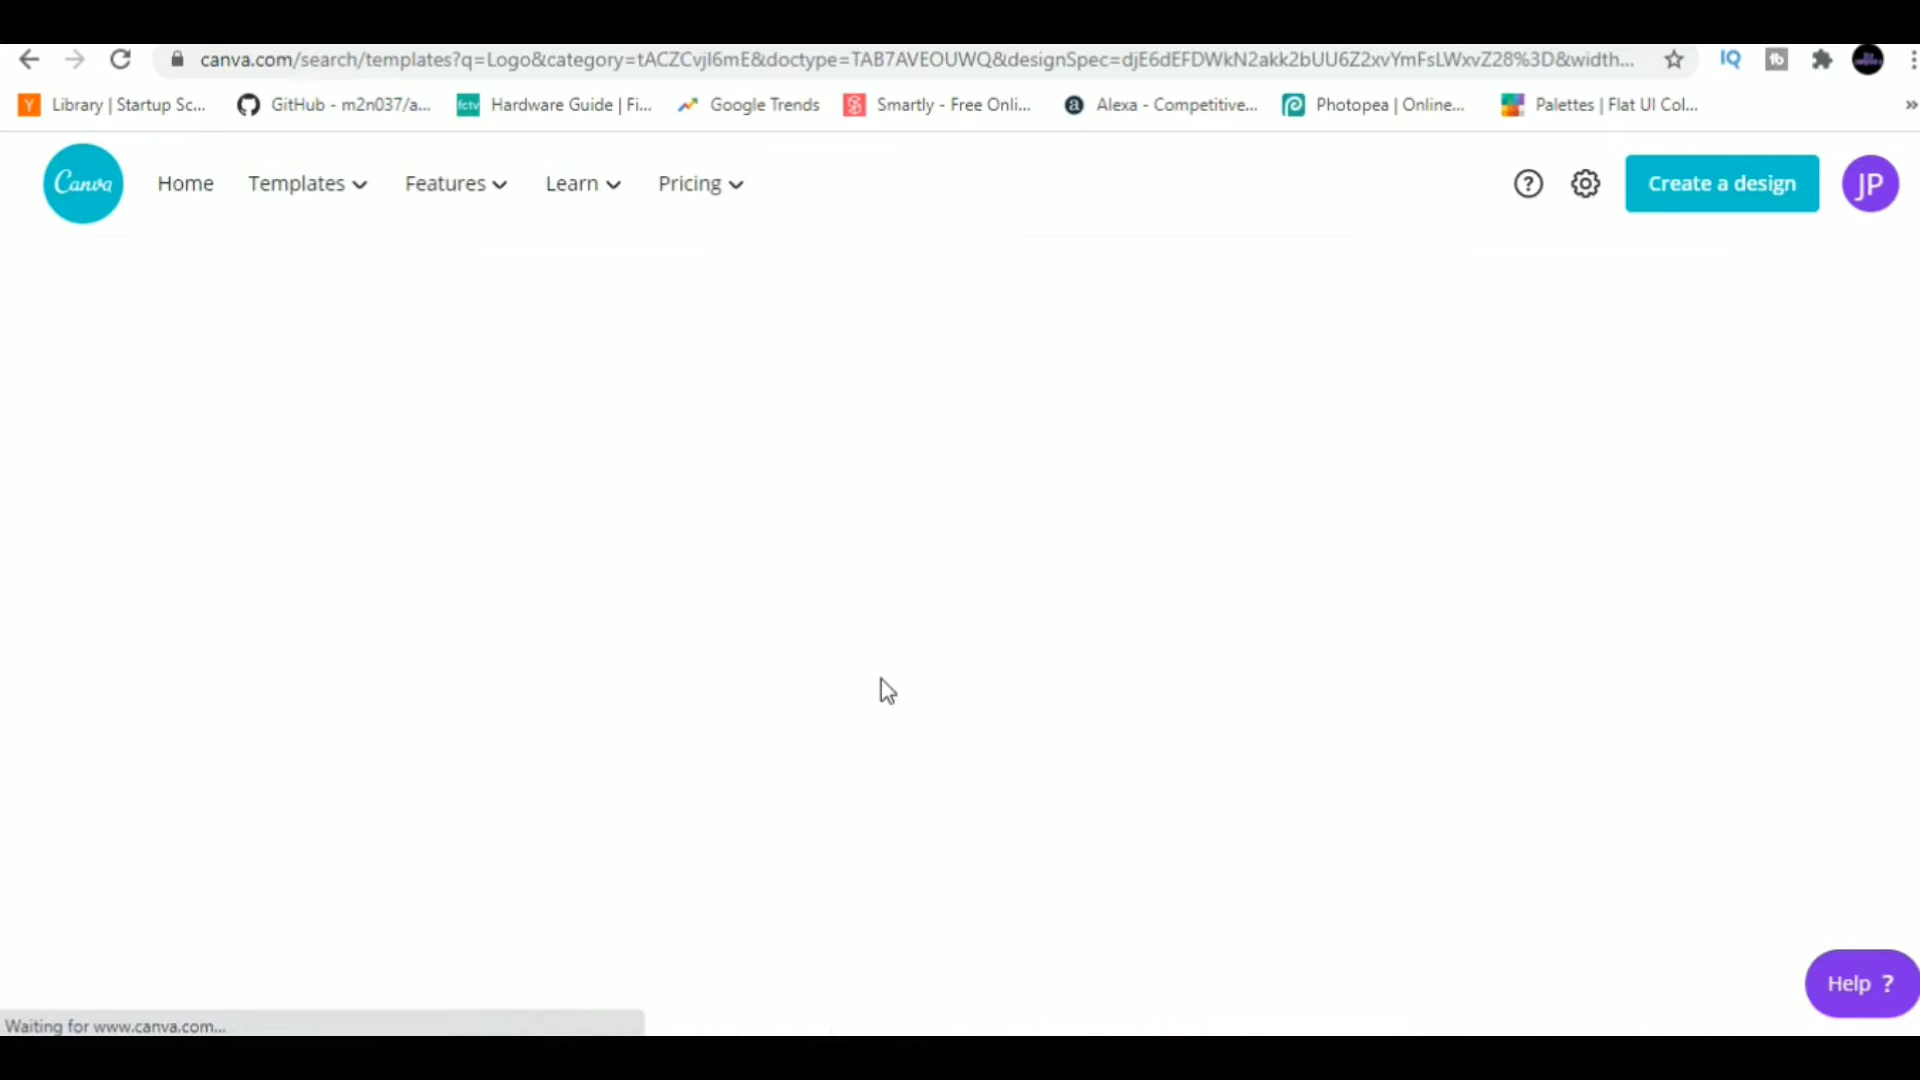 canva.com/search/templates?q=Logo&category=tACZCvjI6mE&doctype=TAB7AVEOUWQ&designSpec=djE6dEFDWkN2akk2bUU6Z2xvYmFsLWxvZ28%3D&width...
IQ
Library | Startup Sc... GitHub - m2n037/a... fctv Hardware Guide | Fi... Google Trends Smartly - Free Onli... Alexa - Competitive... Photopea | Online... Palettes | Flat UI Col... »
Canva Home Templates Features Learn Pricing ? Create a design JP
Help ?
Waiting for www.canva.com...